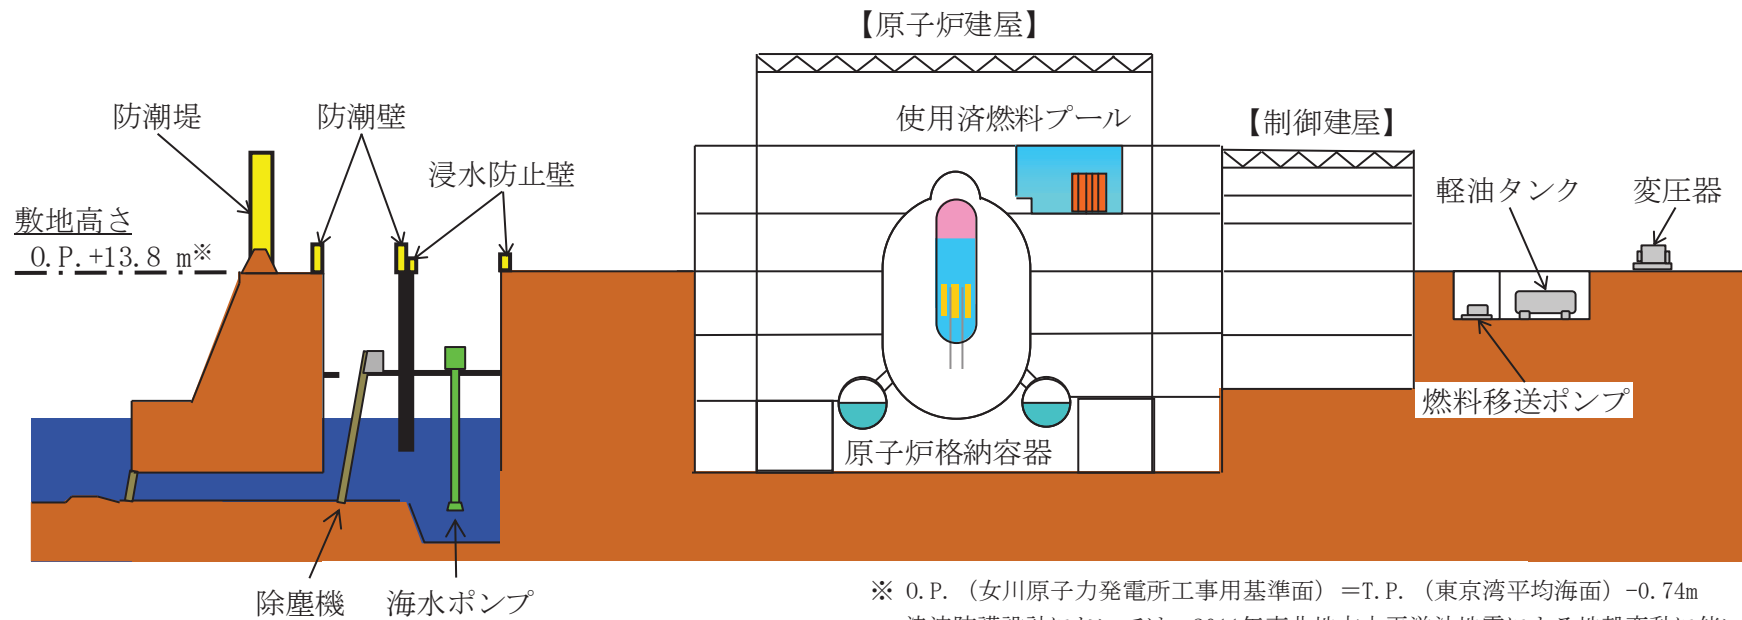 【原子炉建屋】
防潮堤
防潮壁
使用済燃料プール
【制御建屋】
浸水防止壁
軽油タンク
変圧器
敷地高さ
O.P.+13.8 m※
燃料移送ポンプ
原子炉格納容器
除塵機
海水ポンプ
※ O.P. (女川原子力発電所工事用基準面) =T.P. (東京湾平均海面) -0.74m